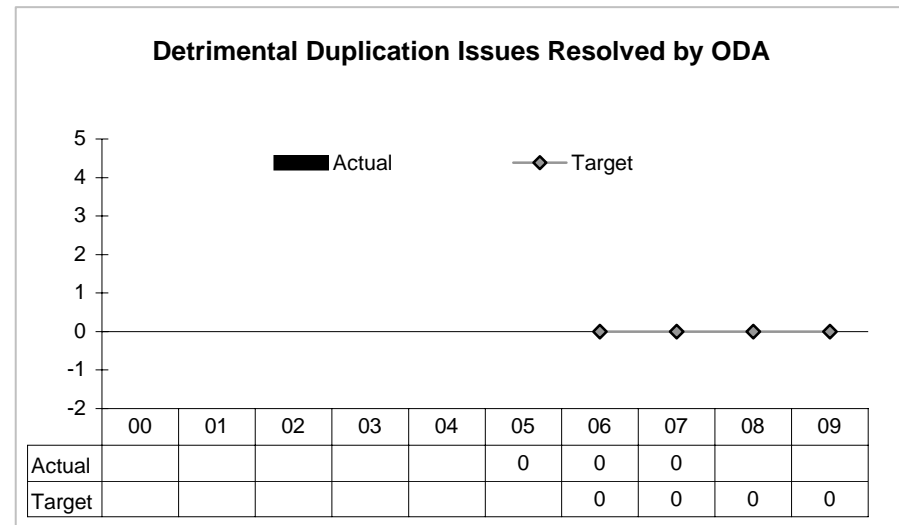 Detrimental Duplication Issues Resolved by ODA
Actual Target
5
4
3
2
1
0
-1
-2
00 01 02 03 04 05 06 07 08 09
Actual 0 0 0
Target 0 0 0 0